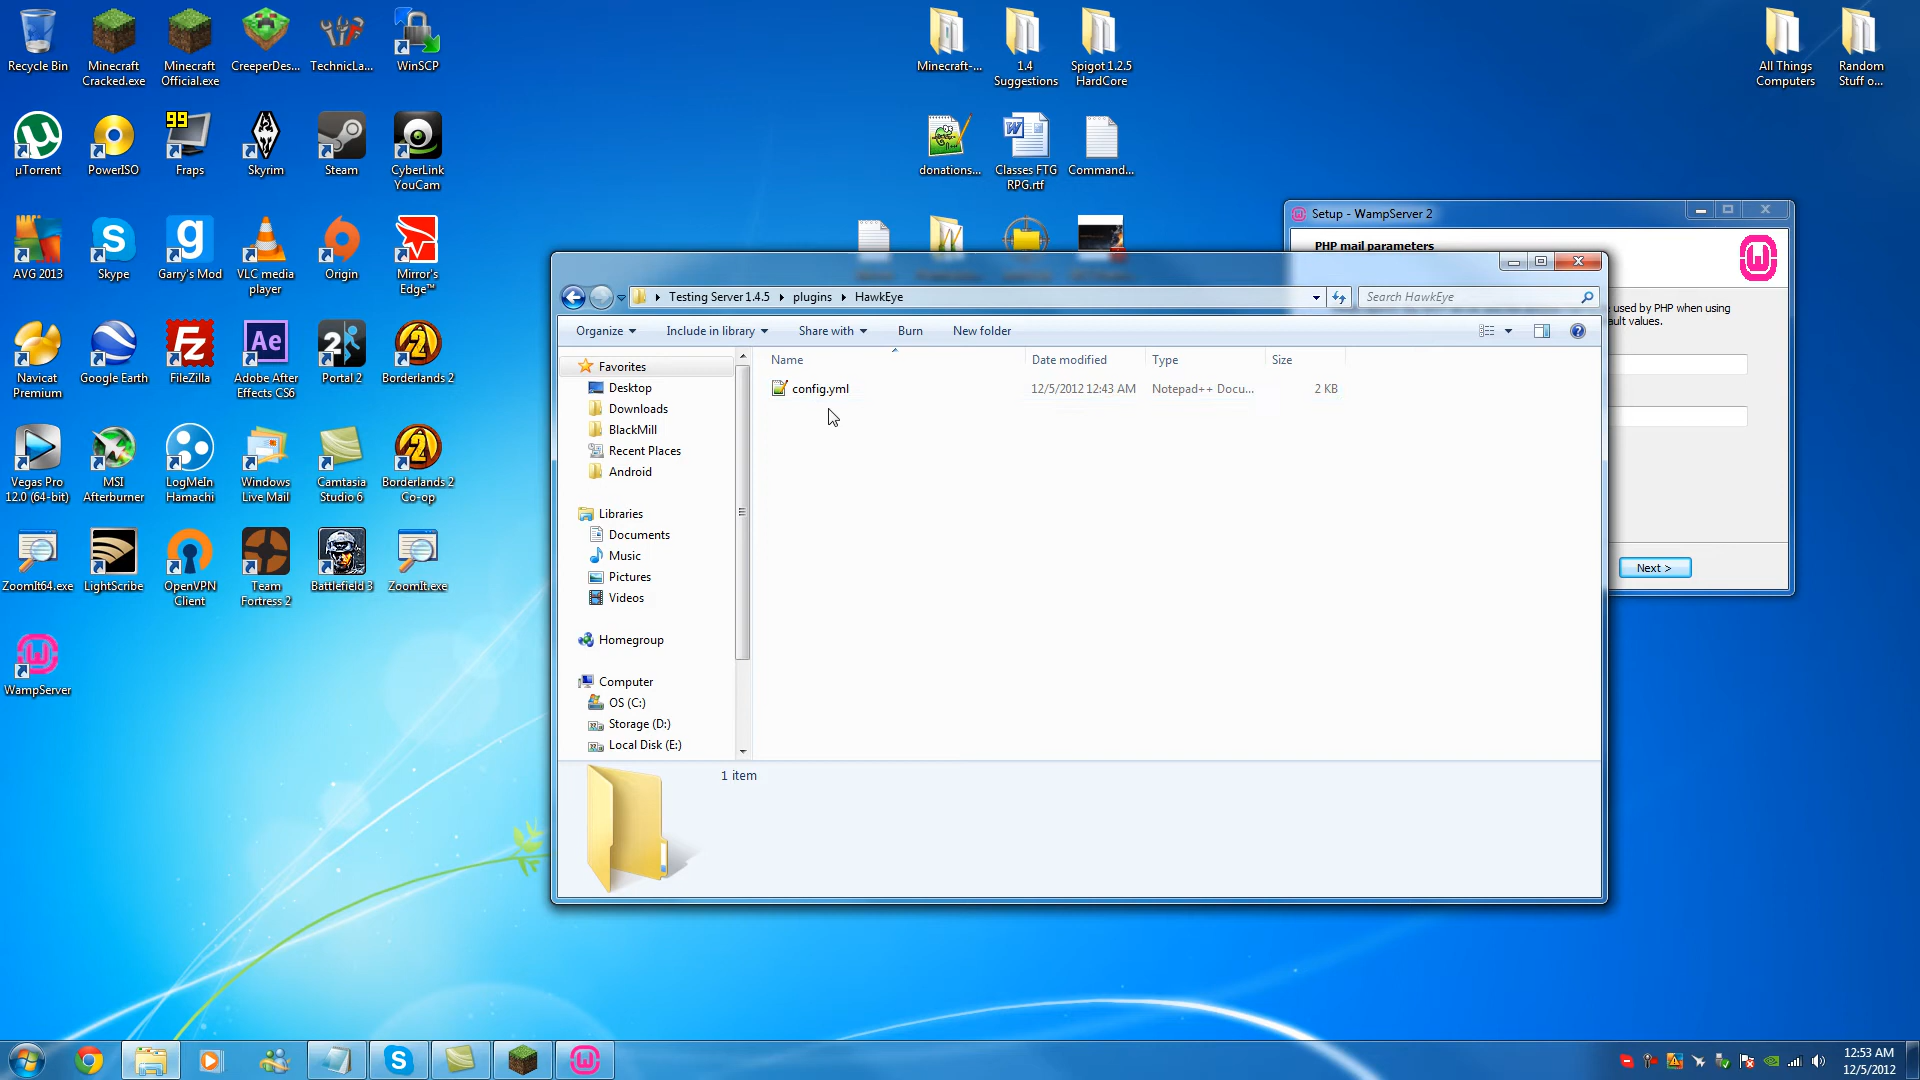 Recycle Bin
Minecraft Cracked.exe
Minecraft Official.exe
CreeperDes...
TechnicLa...
WinSCP
Minecraft-...
1.4 Suggestions
Spigot 1.2.5 HardCore
All Things Computers
Random Stuff o...
µTorrent
PowerISO
99
Fraps
Skyrim
Steam
CyberLink YouCam
donations...
Classes FTG RPG.rtf
Command...
AVG 2013
Skype
Garry's Mod
VLC media player
Origin
Mirror's Edge™
Setup - WampServer 2
PHP mail parameters
used by PHP when using
ault values.
Next >
Testing Server 1.4.5
plugins
HawkEye
Search HawkEye
Organize
Include in library
Share with
Burn
New folder
Name
Date modified
Type
Size
config.yml
12/5/2012 12:43 AM
Notepad++ Docu...
2 KB
Favorites
Desktop
Downloads
BlackMill
Recent Places
Android
Libraries
Documents
Music
Pictures
Videos
Homegroup
Computer
OS (C:)
Storage (D:)
Local Disk (E:)
1 item
Navicat Premium
Google Earth
FileZilla
Adobe After Effects CS6
Portal 2
Borderlands 2
Vegas Pro 12.0 (64-bit)
MSI Afterburner
LogMeIn Hamachi
Windows Live Mail
Camtasia Studio 6
Borderlands 2 Co-op
ZoomIt64.exe
LightScribe
OpenVPN Client
Team Fortress 2
Battlefield 3
ZoomIt.exe
WampServer
12:53 AM
12/5/2012